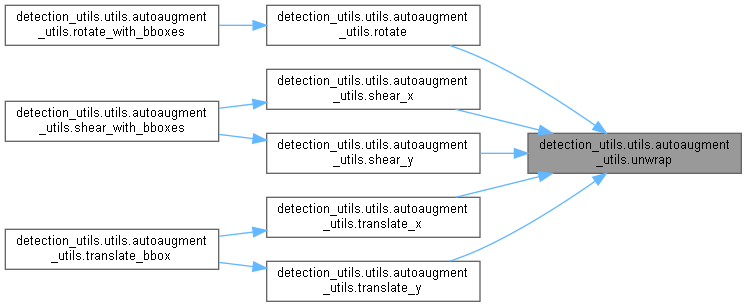 detection_utils.utils.autoaugment
_utils.rotate_with_bboxes
detection_utils.utils.autoaugment
_utils.rotate
detection_utils.utils.autoaugment
_utils.shear_with_bboxes
detection_utils.utils.autoaugment
_utils.shear_x
detection_utils.utils.autoaugment
_utils.shear_y
detection_utils.utils.autoaugment
_utils.unwrap
detection_utils.utils.autoaugment
_utils.translate_bbox
detection_utils.utils.autoaugment
_utils.translate_x
detection_utils.utils.autoaugment
_utils.translate_y